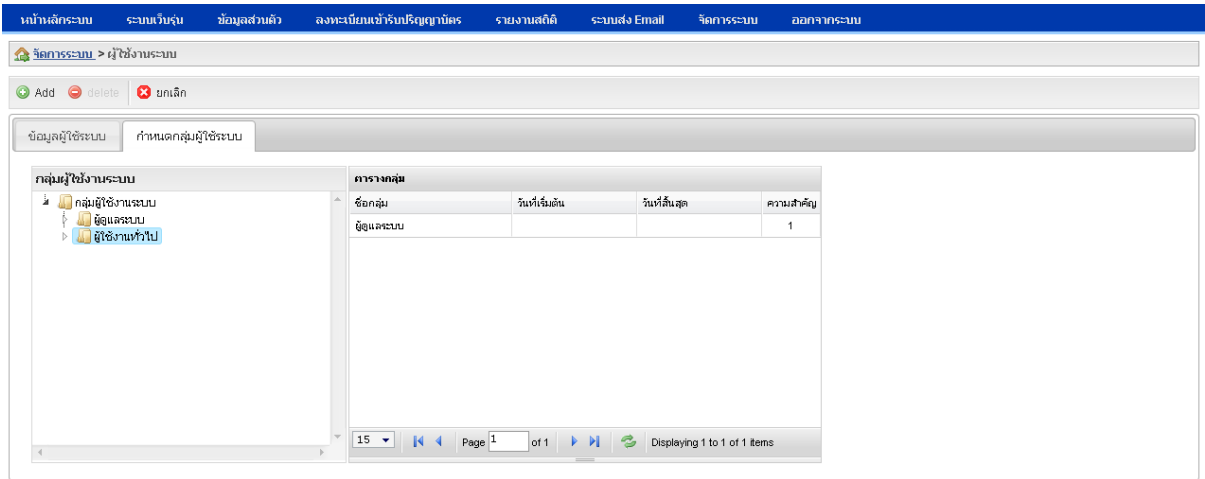 หน้าหลักระบบ ระบบเว็บรุ่น ข้อมูลส่วนตัว ลงทะเบียนเข้ารับปริญญาบัตร รายงานสถิติ ระบบส่ง Email จัดการระบบ ออกจากระบบ
จัดการระบบ > ผู้ใช้งานระบบ
Add delete ยกเลิก
ข้อมูลผู้ใช้ระบบ กำหนดกลุ่มผู้ใช้ระบบ
กลุ่มผู้ใช้งานระบบ
กลุ่มผู้ใช้งานระบบ
ผู้ดูแลระบบ
ผู้ใช้งานทั่วไป
ตารางกลุ่ม
ชื่อกลุ่ม วันที่เริ่มต้น วันที่สิ้นสุด ความสำคัญ
ผู้ดูแลระบบ 1
15 Page 1 of 1 Displaying 1 to 1 of 1 items